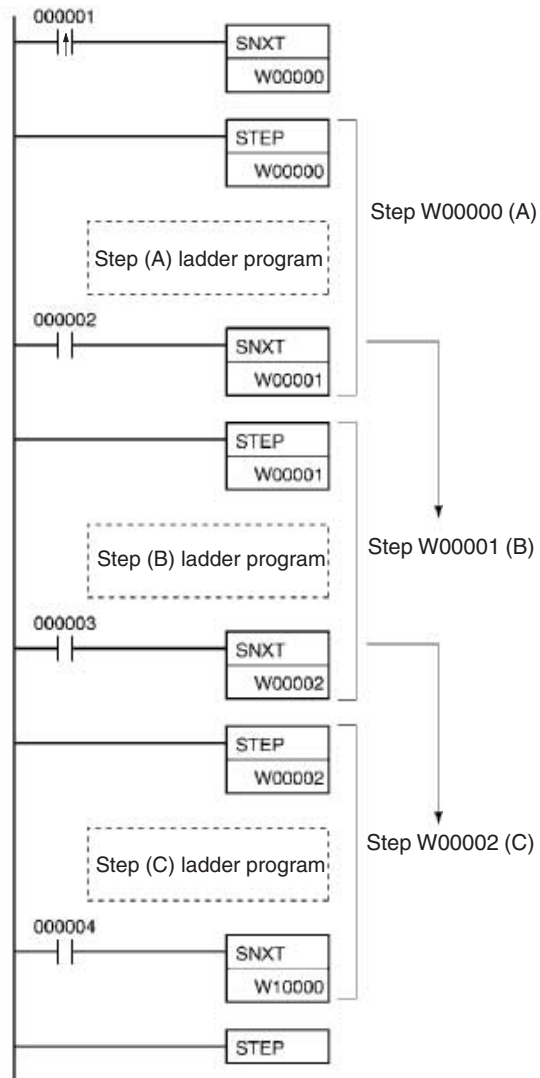 000001
SNXT
W00000
STEP
W00000
Step W00000 (A)
Step (A) ladder program
000002
SNXT
W00001
STEP
W00001
Step W00001 (B)
Step (B) ladder program
000003
SNXT
W00002
STEP
W00002
Step W00002 (C)
Step (C) ladder program
000004
SNXT
W10000
STEP